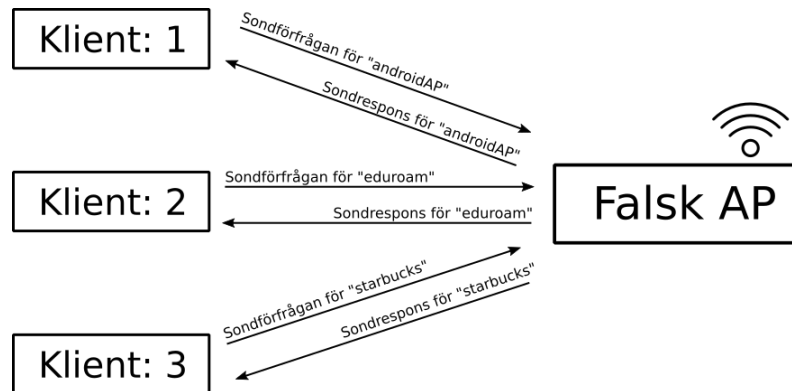 Klient: 1
Sondförfrågan för "androidAP"
Sondrespons för "androidAP"
Klient: 2
Sondförfrågan för "eduroam"
Sondrespons för "eduroam"
Falsk AP
Klient: 3
Sondförfrågan för "starbucks"
Sondrespons för "starbucks"